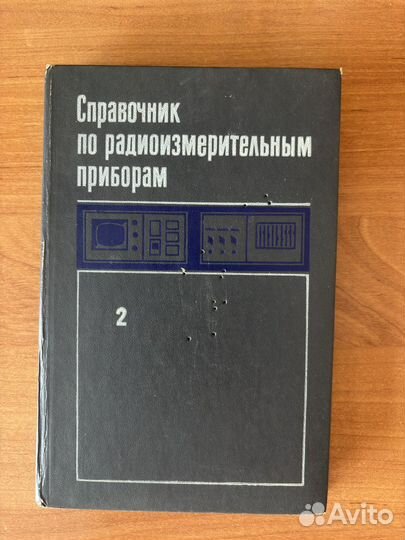 Справочник
по радиоизмерительным
приборам
2
Avito